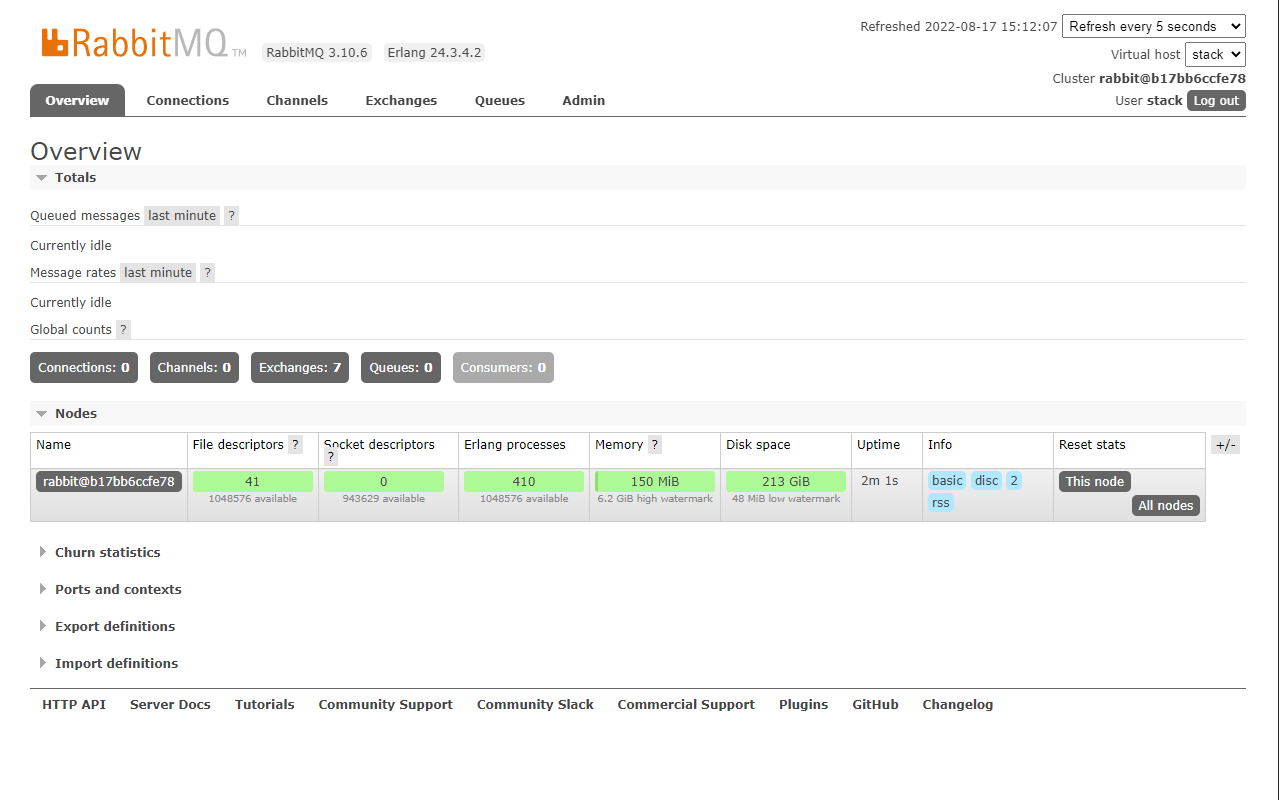 RabbitMQ TM RabbitMQ 3.10.6 Erlang 24.3.4.2
Refreshed 2022-08-17 15:12:07 Refresh every 5 seconds
Virtual host stack
Cluster rabbit@b17bb6ccfe78
User stack Log out
Overview Connections Channels Exchanges Queues Admin
Overview
Totals
Queued messages last minute ?
Currently idle
Message rates last minute ?
Currently idle
Global counts ?
Connections: 0 Channels: 0 Exchanges: 7 Queues: 0 Consumers: 0
Nodes
Name File descriptors ? Socket descriptors ? Erlang processes Memory ? Disk space Uptime Info Reset stats +/-
rabbit@b17bb6ccfe78 41 0 410 150 MiB 213 GiB 2m 1s basic disc 2 This node
1048576 available 943629 available 1048576 available 6.2 GiB high watermark 48 MiB low watermark rss All nodes
Churn statistics
Ports and contexts
Export definitions
Import definitions
HTTP API Server Docs Tutorials Community Support Community Slack Commercial Support Plugins GitHub Changelog